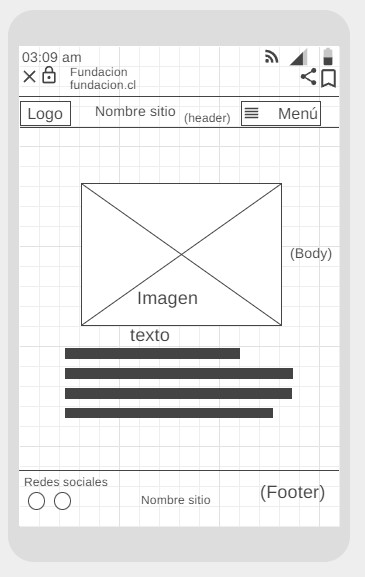 03:09 am
Fundacion
fundacion.cl
Logo
Nombre sitio
(header)
Menú
Imagen
(Body)
texto
Redes sociales
Nombre sitio
(Footer)